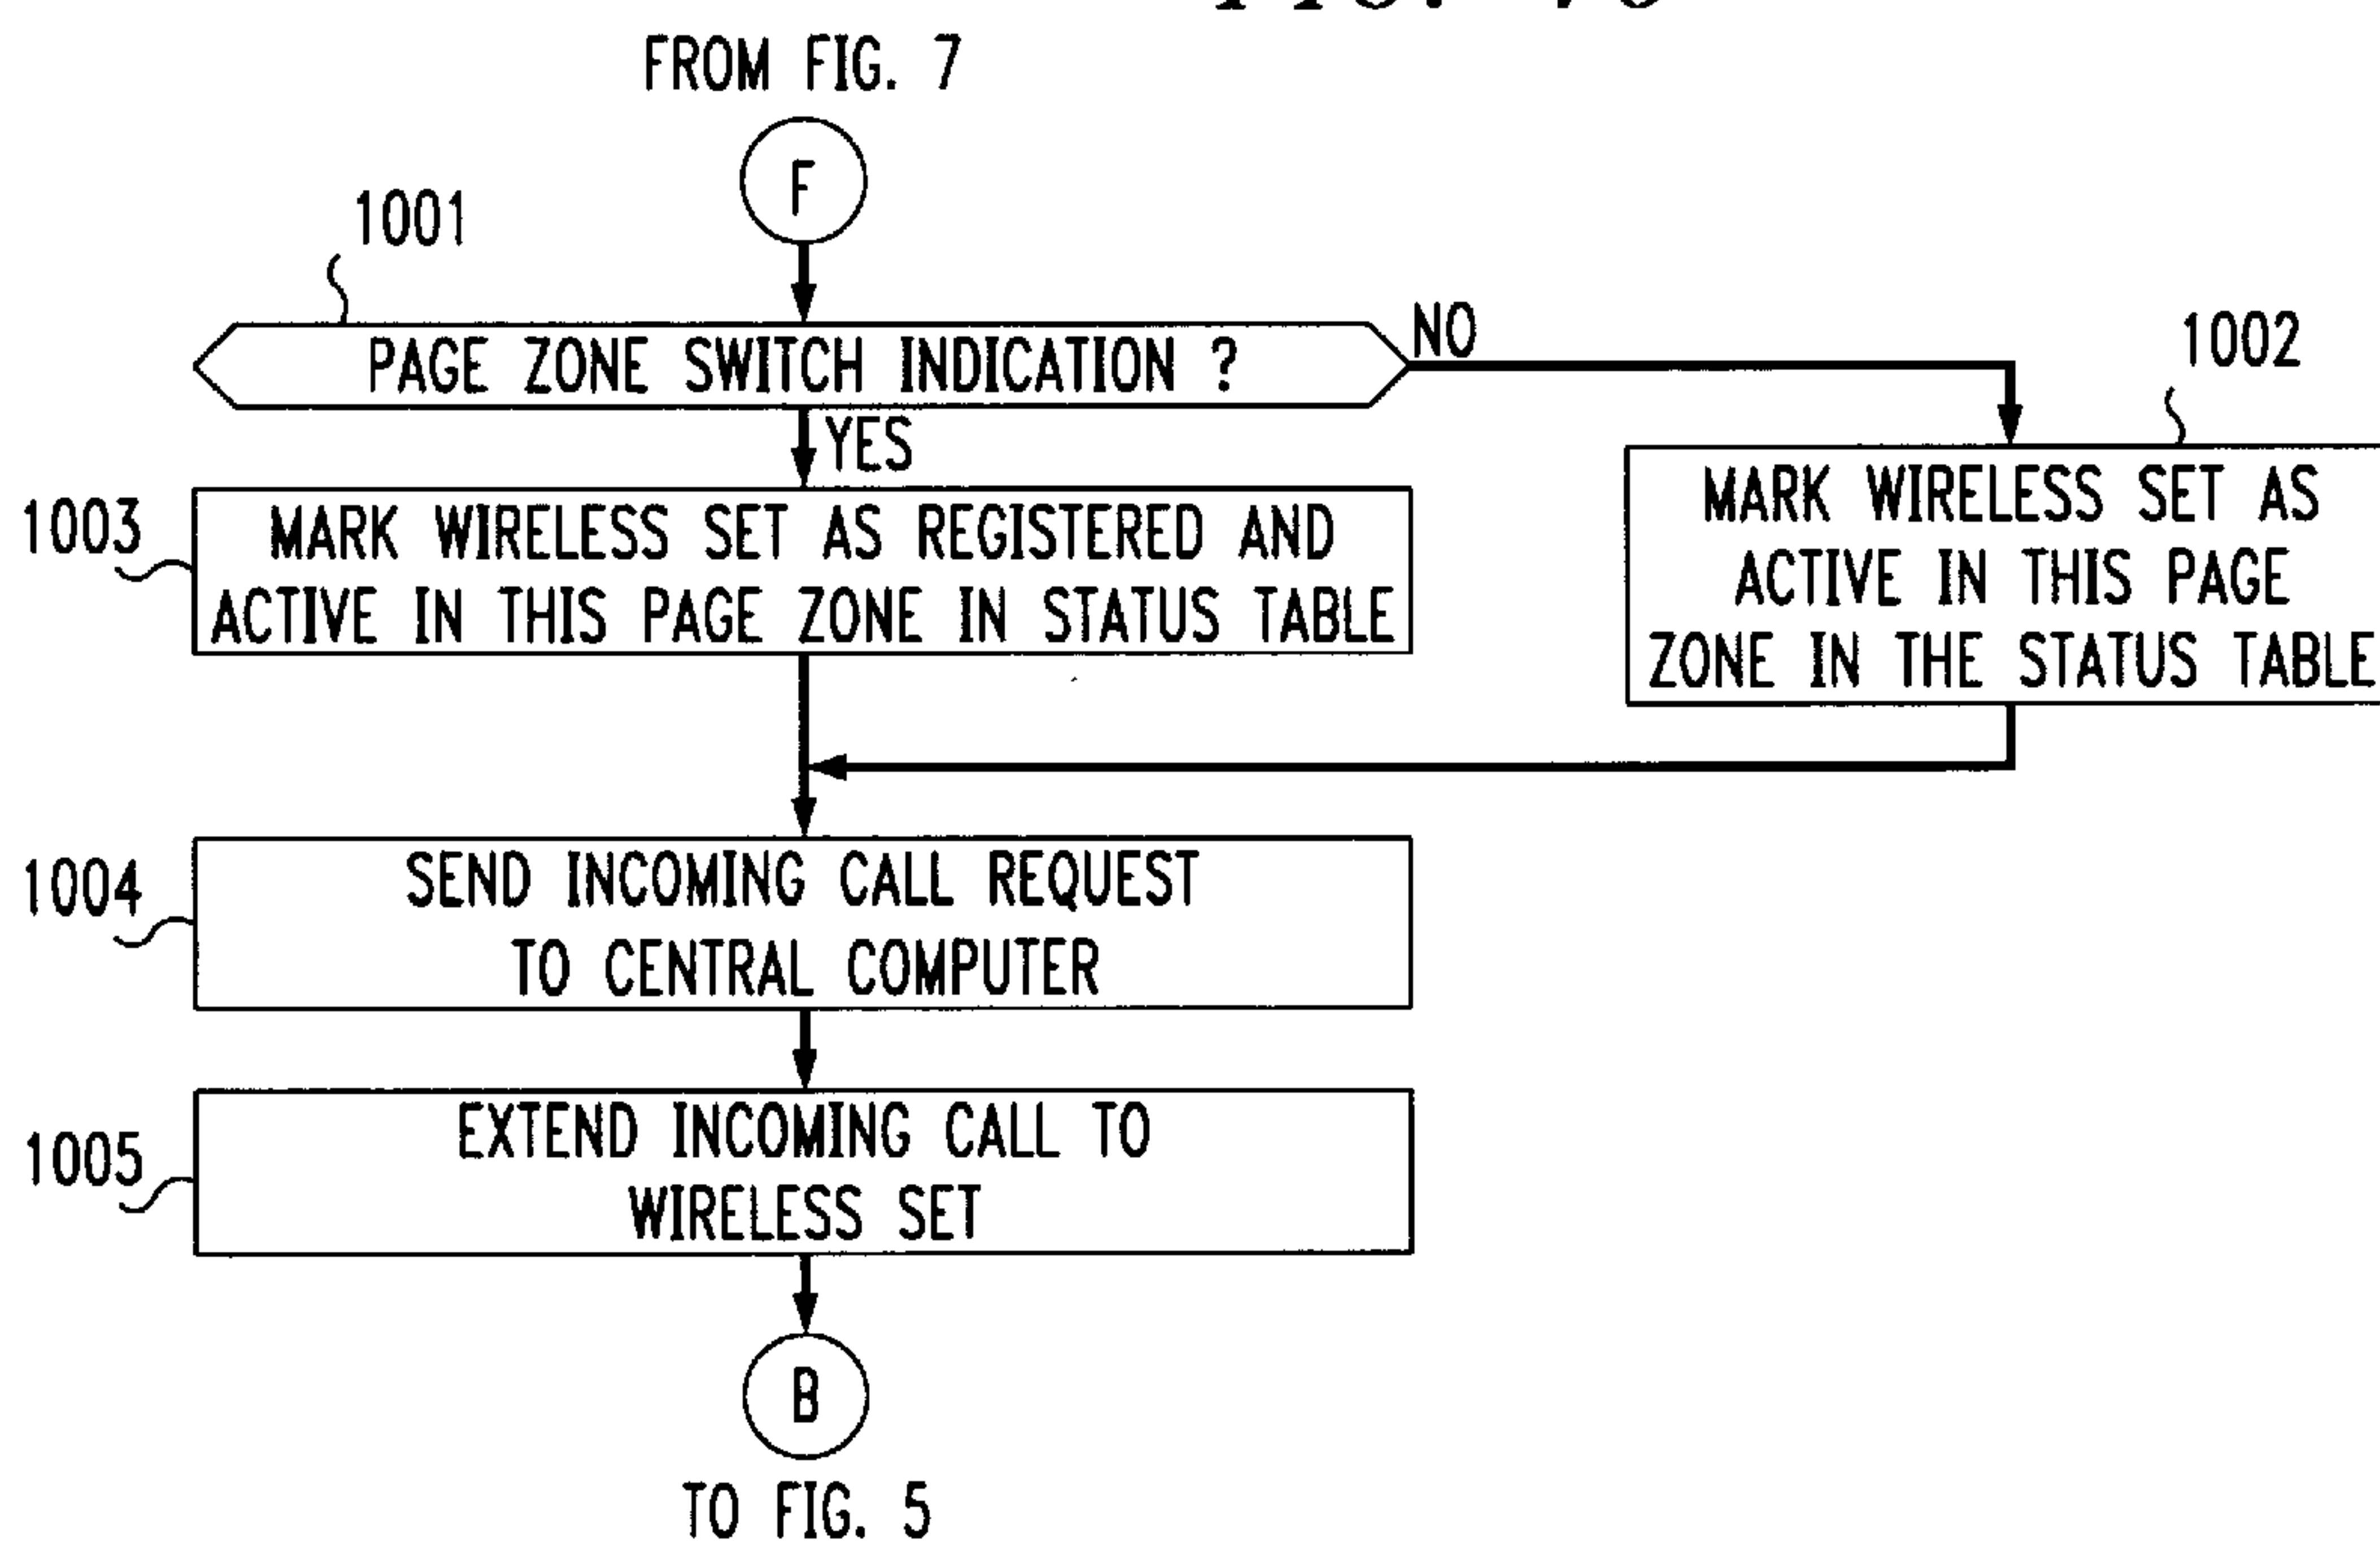 FROM FIG. 7
F
1001
PAGE ZONE SWITCH INDICATION ?
NO
1002
YES
MARK WIRELESS SET AS
ACTIVE IN THIS PAGE
ZONE IN THE STATUS TABLE
1003
MARK WIRELESS SET AS REGISTERED AND
ACTIVE IN THIS PAGE ZONE IN STATUS TABLE
1004
SEND INCOMING CALL REQUEST
TO CENTRAL COMPUTER
1005
EXTEND INCOMING CALL TO
WIRELESS SET
B
TO FIG. 5